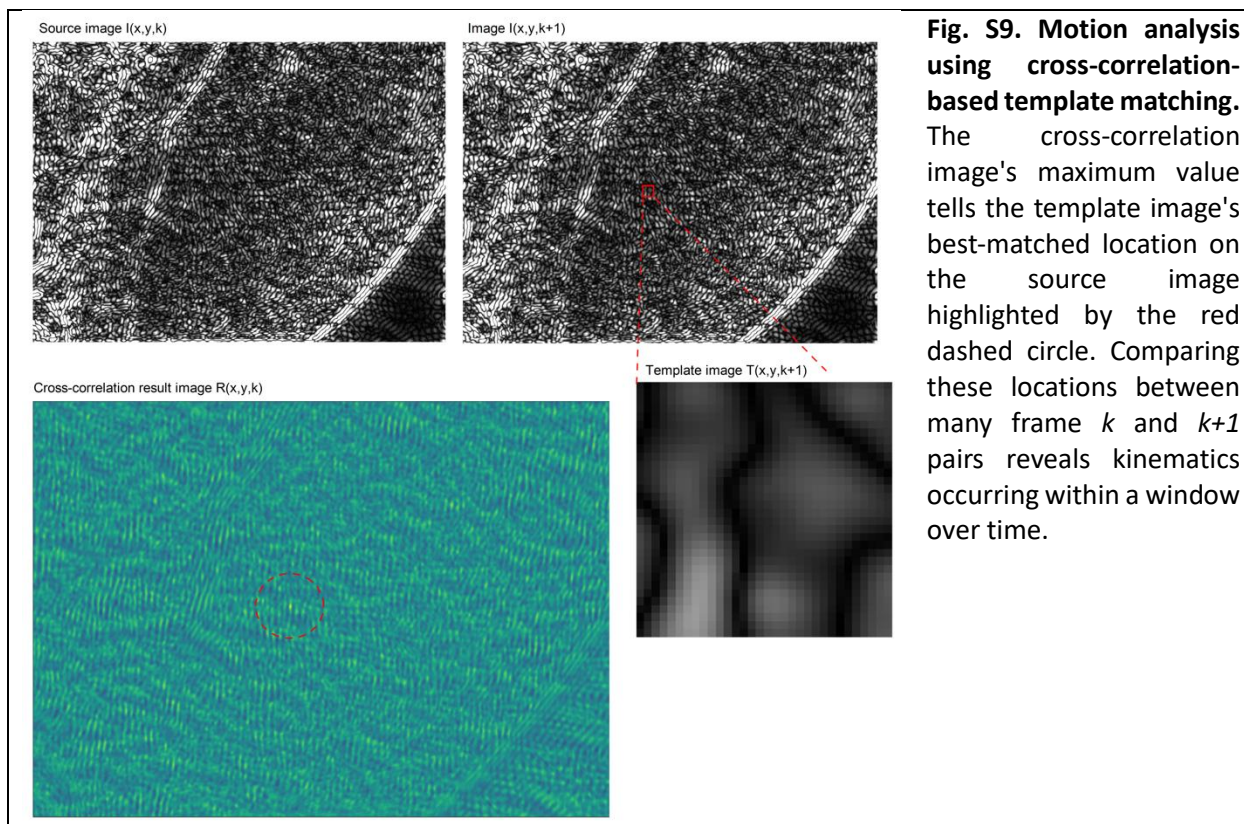 Source image I(x,y,k)
Image I(x,y,k+1)
Cross-correlation result image R(x,y,k)
Template image T(x,y,k+1)
Fig. S9. Motion analysis
using cross-correlation-
based template matching.
The cross-correlation
image's maximum value
tells the template image's
best-matched location on
the source image
highlighted by the red
dashed circle. Comparing
these locations between
many frame k and k+1
pairs reveals kinematics
occurring within a window
over time.